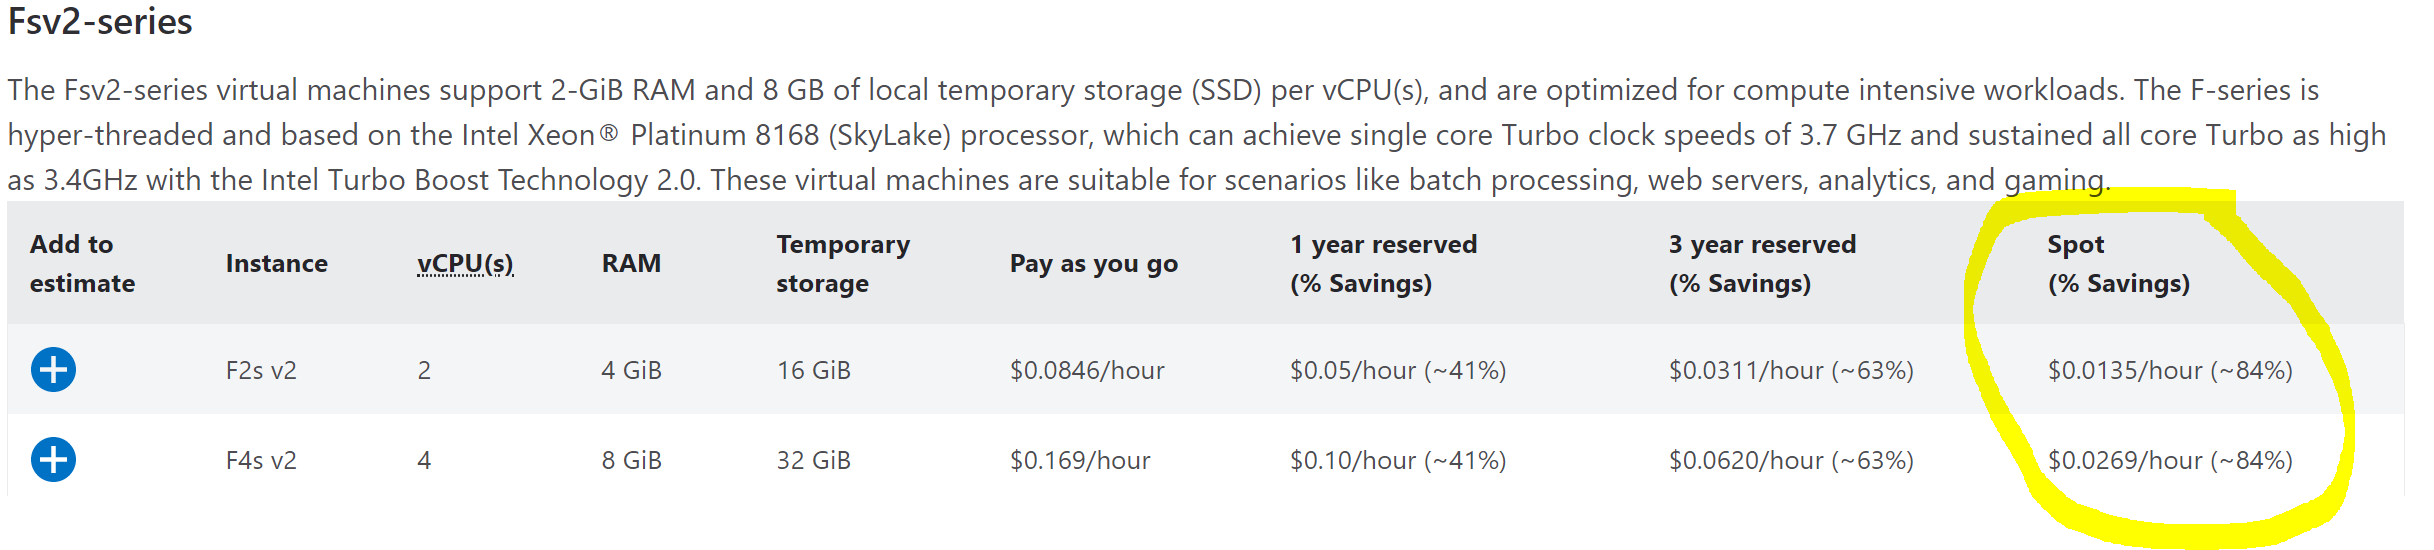 Fsv2-series
The Fsv2-series virtual machines support 2-GiB RAM and 8 GB of local temporary storage (SSD) per vCPU(s), and are optimized for compute intensive workloads. The F-series is
hyper-threaded and based on the Intel Xeon® Platinum 8168 (SkyLake) processor, which can achieve single core Turbo clock speeds of 3.7 GHz and sustained all core Turbo as high
as 3.4GHz with the Intel Turbo Boost Technology 2.0. These virtual machines are suitable for scenarios like batch processing, web servers, analytics, and gaming.
Add to estimate Instance vCPU(s) RAM Temporary storage Pay as you go 1 year reserved (% Savings) 3 year reserved (% Savings) Spot (% Savings)
F2s v2 2 4 GiB 16 GiB $0.0846/hour $0.05/hour (~41%) $0.0311/hour (~63%) $0.0135/hour (~84%)
F4s v2 4 8 GiB 32 GiB $0.169/hour $0.10/hour (~41%) $0.0620/hour (~63%) $0.0269/hour (~84%)